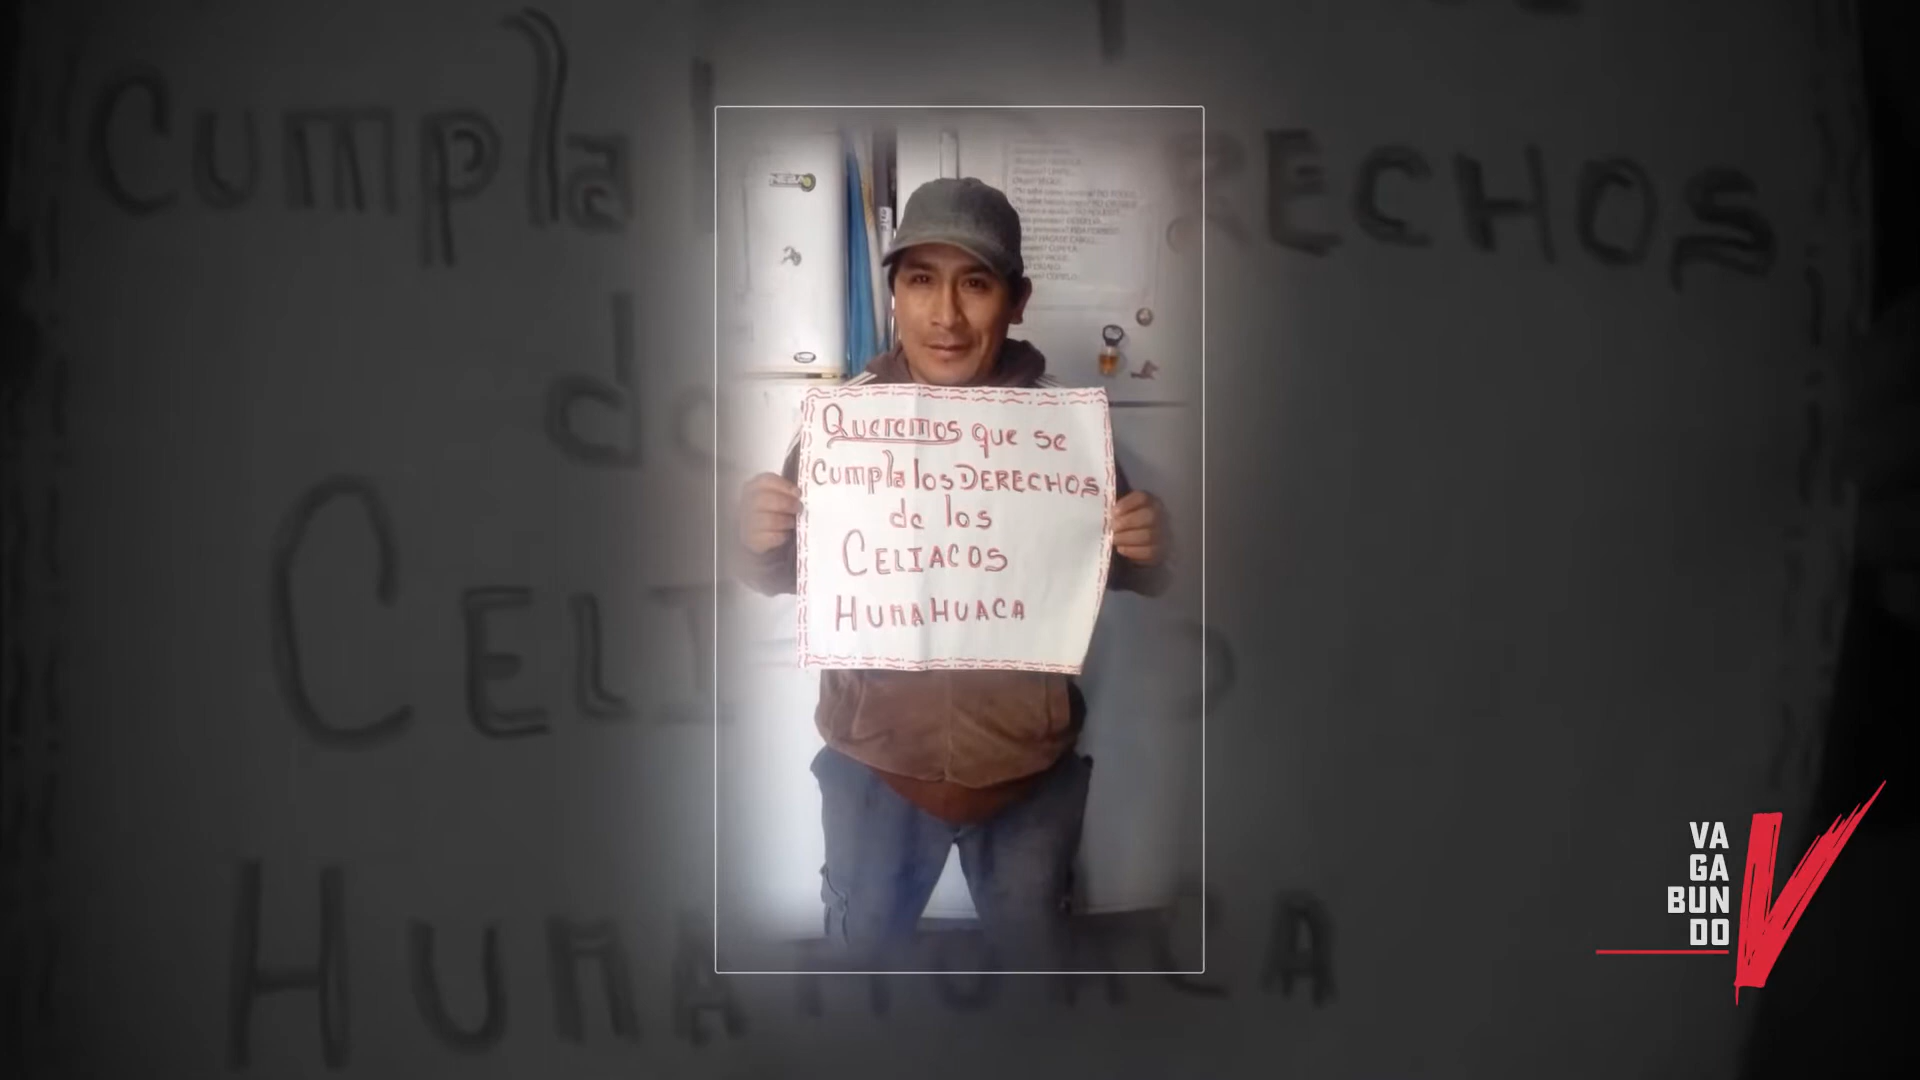 Queremos que se
Cumpla los DERECHOS
de los
CELIACOS
HUMAHUACA
VA
GA
BUN
DO
V